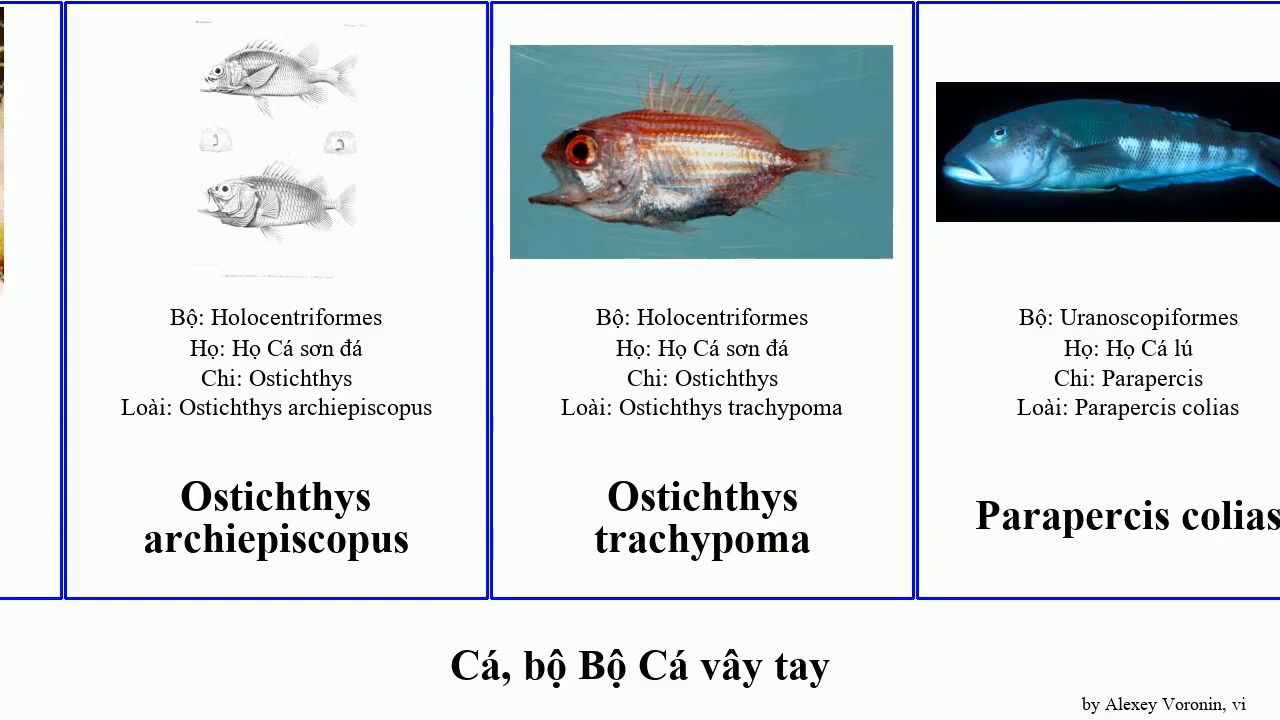 Bộ: Holocentriformes
Họ: Họ Cá sơn đá
Chi: Ostichthys
Loài: Ostichthys archiepiscopus
Ostichthys
archiepiscopus
Bộ: Holocentriformes
Họ: Họ Cá sơn đá
Chi: Ostichthys
Loài: Ostichthys trachypoma
Ostichthys
trachypoma
Bộ: Uranoscopiformes
Họ: Họ Cá lú
Chi: Parapercis
Loài: Parapercis colias
Parapercis colias
Cá, bộ Bộ Cá vây tay
by Alexey Voronin, vi